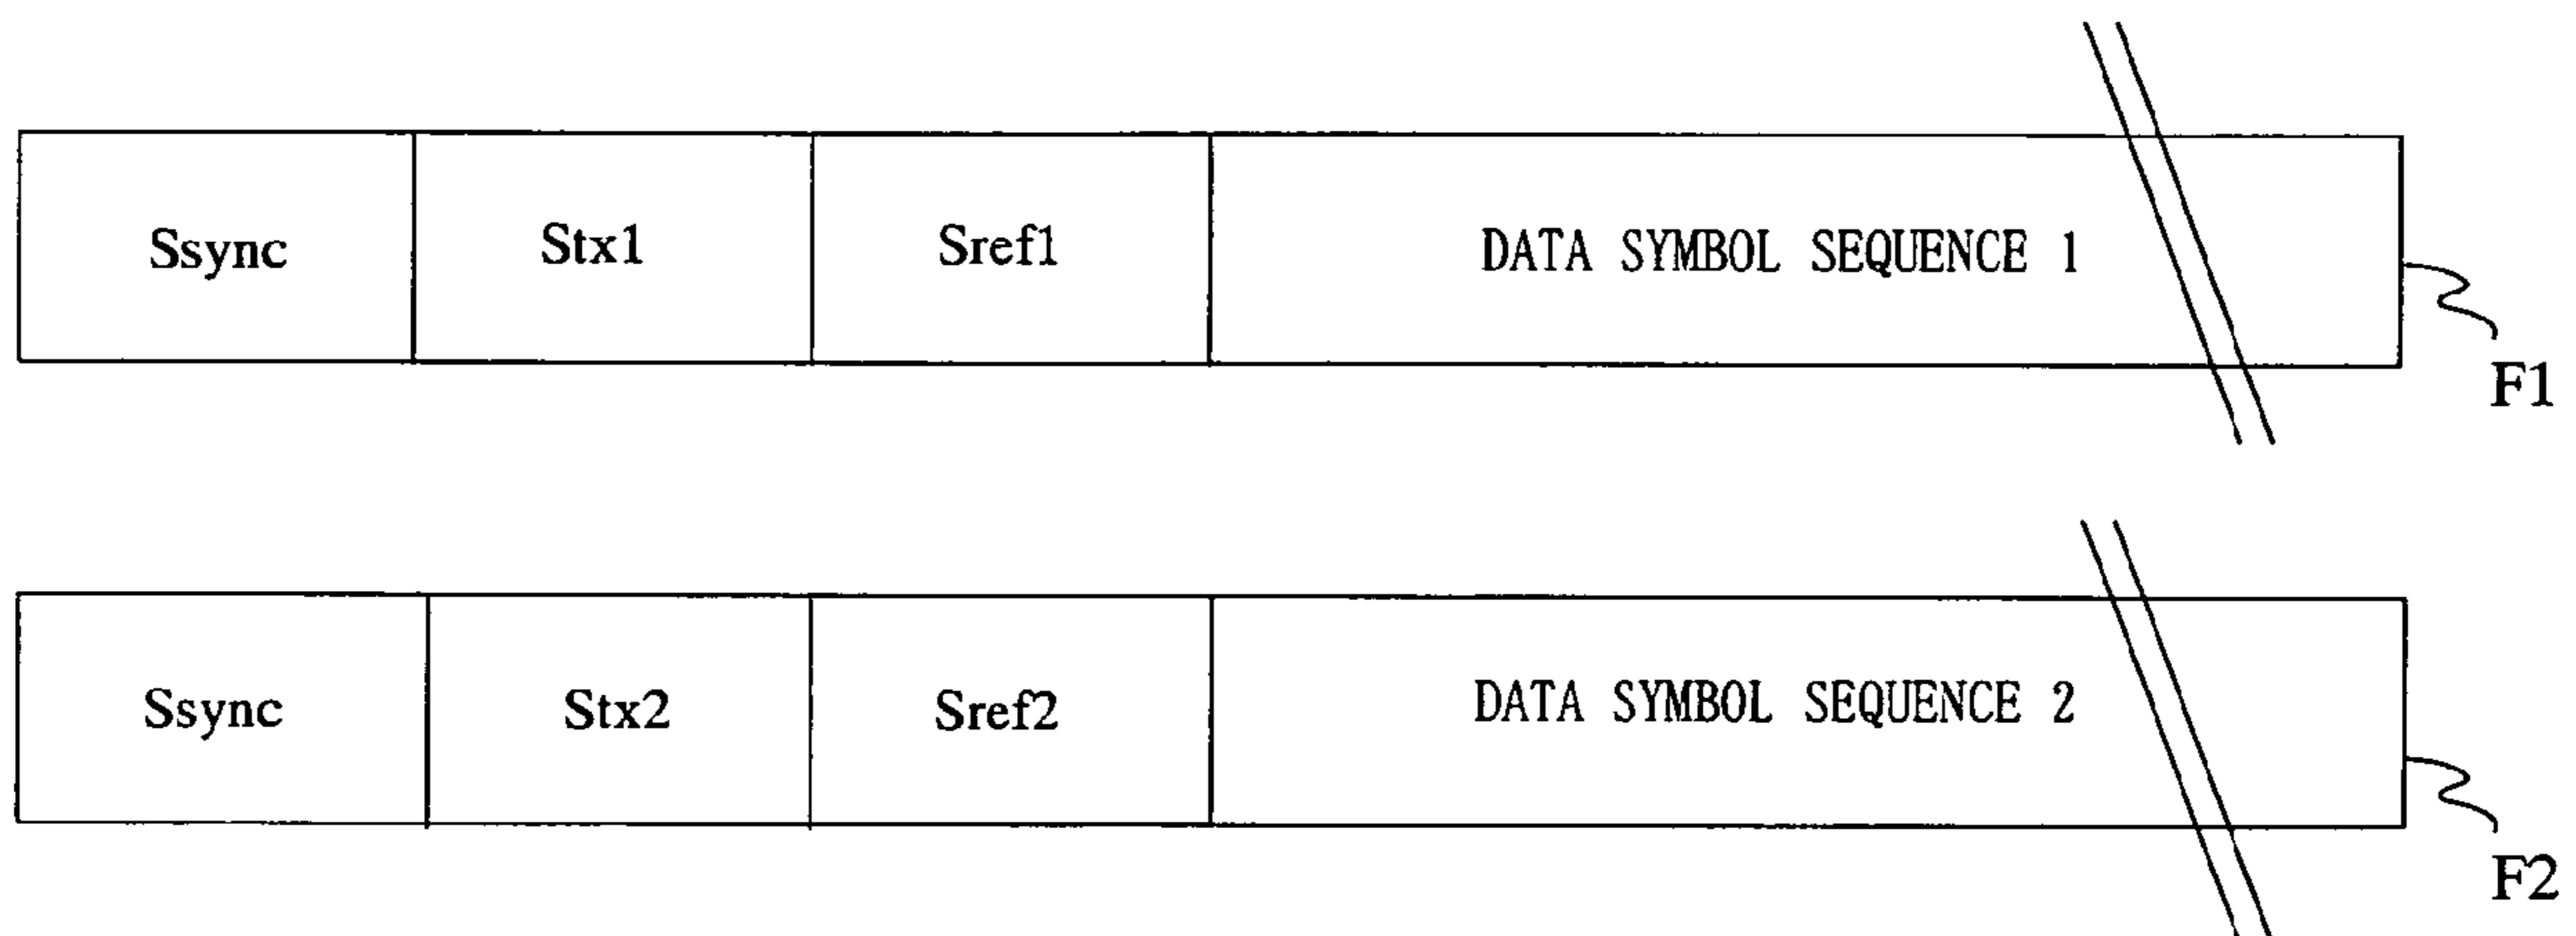 Ssync Stx1 Sref1 DATA SYMBOL SEQUENCE 1
F1
Ssync Stx2 Sref2 DATA SYMBOL SEQUENCE 2
F2